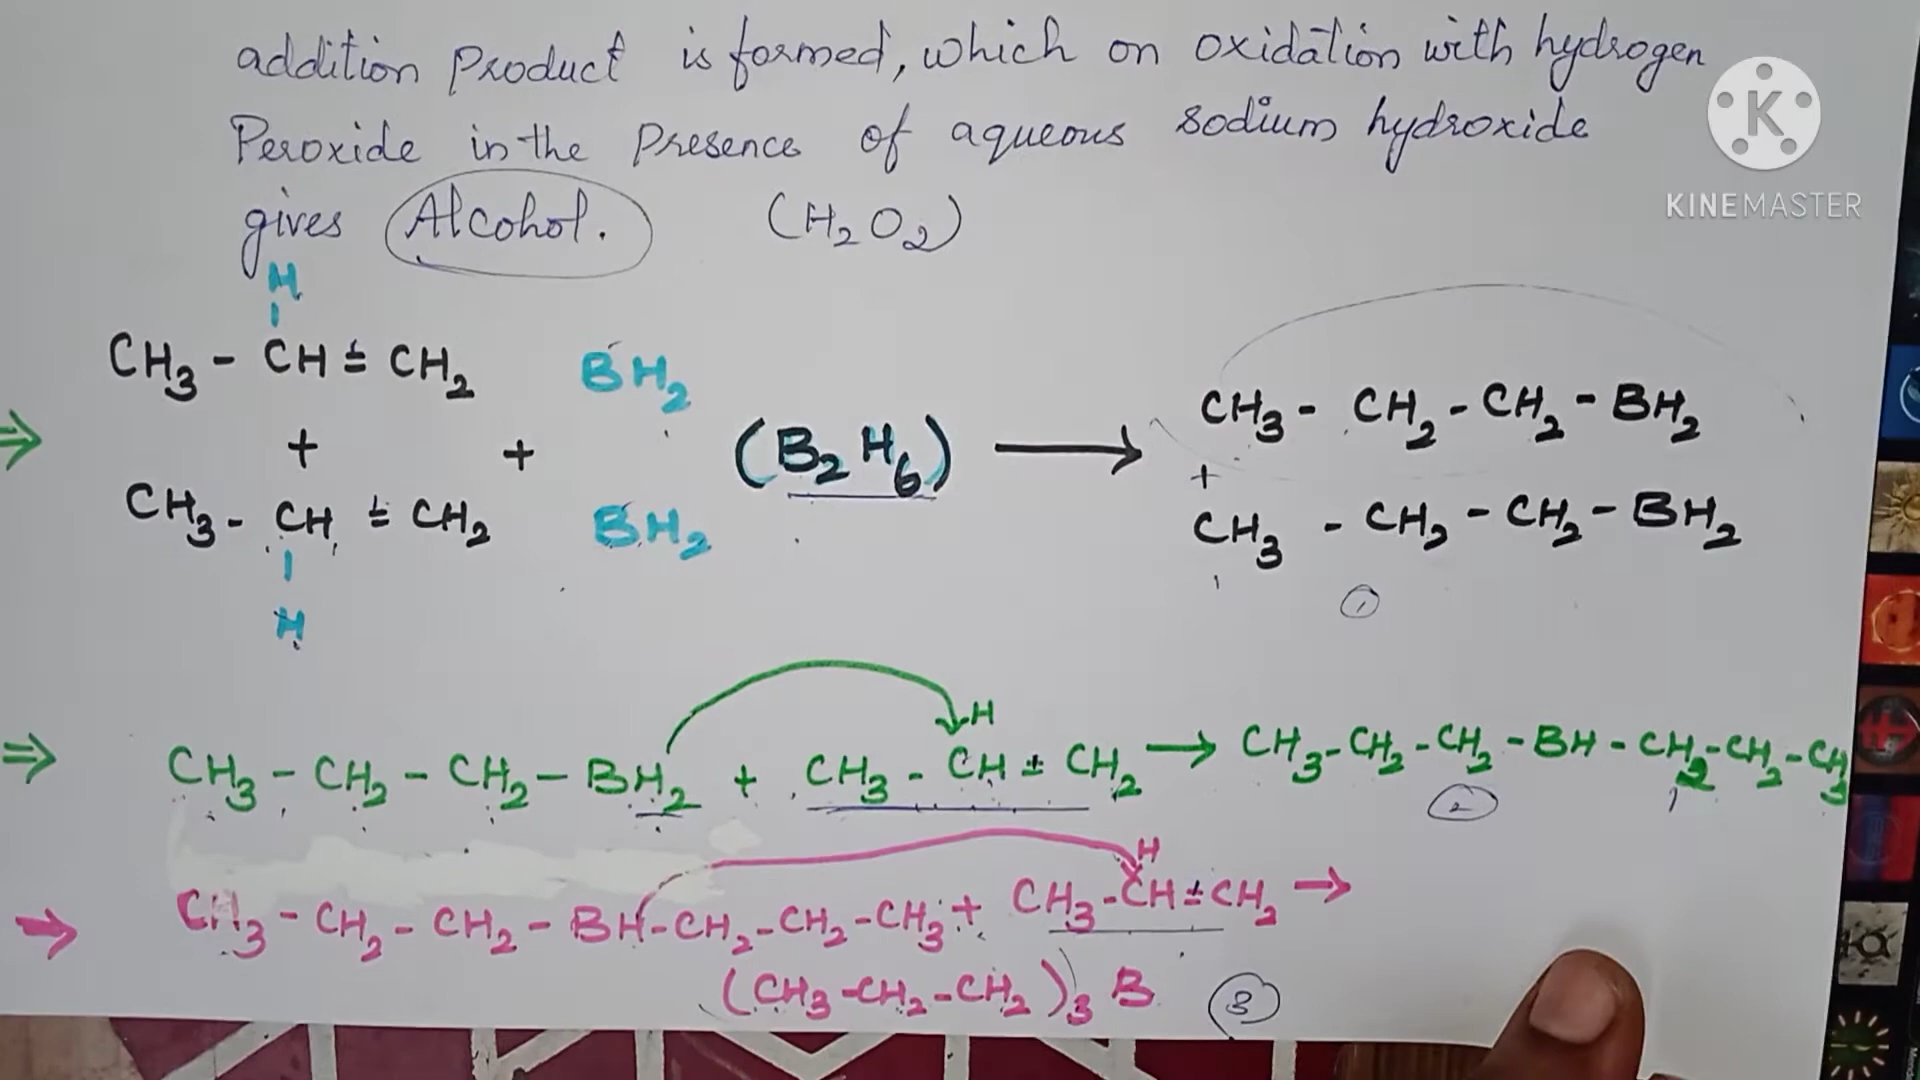 addition Product is formed, which on oxidation with hydrogen
Peroxide in the Presence of aqueous sodium hydroxide
gives Alcohol. (H2O2)
KINEMASTER
H
CH3 - CH = CH2 BH2
+ + (B2H6) → CH3 - CH2 - CH2 - BH2
+
CH3 - CH = CH2 BH2 CH3 - CH2 - CH2 - BH2
H
1
⇒ CH3 - CH2 - CH2 - BH2 + CH3 - CH = CH2 → CH3 - CH2 - CH2 - BH - CH2 - CH2 - CH3
H
2
⇒ CH3 - CH2 - CH2 - BH - CH2 - CH2 - CH3 + CH3 - CH = CH2 →
H
(CH3 - CH2 - CH2)3 B 3